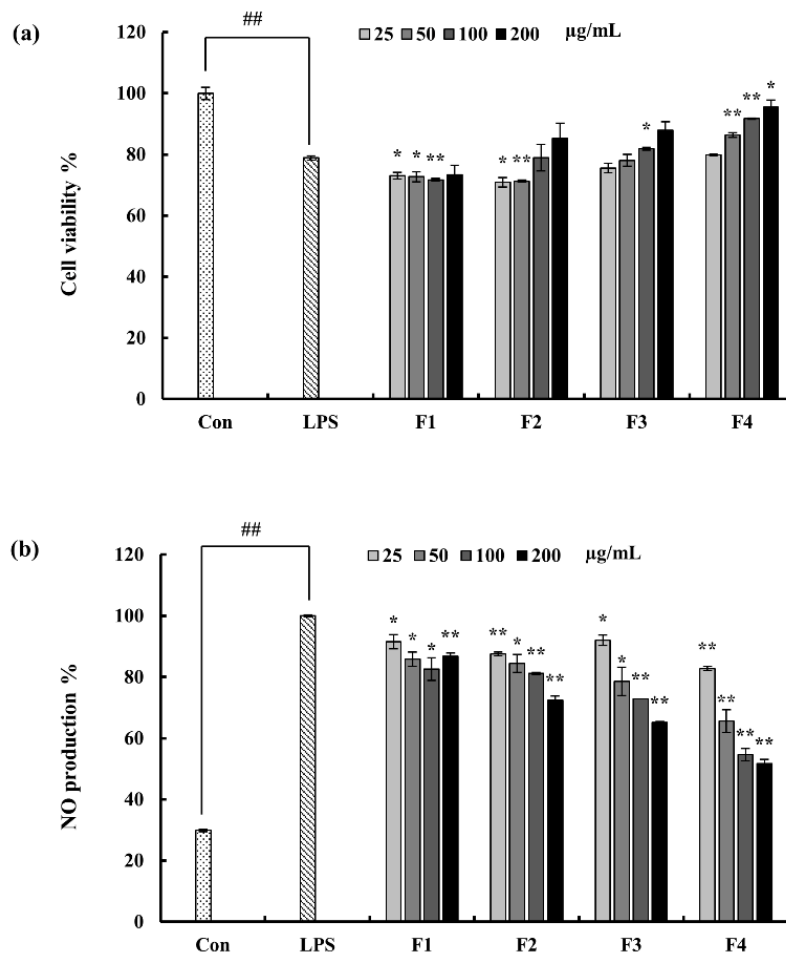 (a)
##
25 50 100 200 µg/mL
120
100
80
60
40
20
0
Cell viability %
* * ** * ** * ** ** *
Con LPS F1 F2 F3 F4
(b)
##
25 50 100 200 µg/mL
120
100
80
60
40
20
0
NO production %
* * * ** ** * ** ** * * ** ** ** ** ** **
Con LPS F1 F2 F3 F4